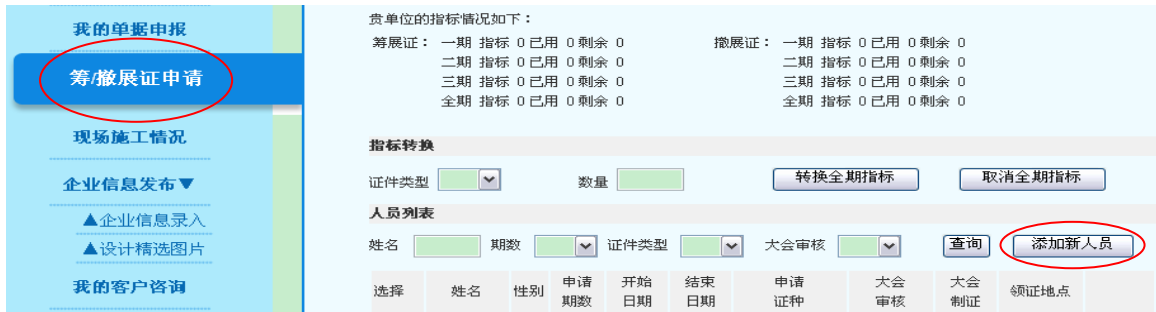 我的单据申报
筹/撤展证申请
现场施工情况
企业信息发布▼
▲企业信息录入
▲设计精选图片
我的客户咨询
贵单位的指标情况如下：
筹展证： 一期 指标 0 已用 0 剩余 0 撤展证： 一期 指标 0 已用 0 剩余 0
二期 指标 0 已用 0 剩余 0 二期 指标 0 已用 0 剩余 0
三期 指标 0 已用 0 剩余 0 三期 指标 0 已用 0 剩余 0
全期 指标 0 已用 0 剩余 0 全期 指标 0 已用 0 剩余 0
指标转换
证件类型 数量 转换全期指标 取消全期指标
人员列表
姓名 期数 证件类型 大会审核 查询 添加新人员
选择 姓名 性别 申请期数 开始日期 结束日期 申请证种 大会审核 大会制证 领证地点